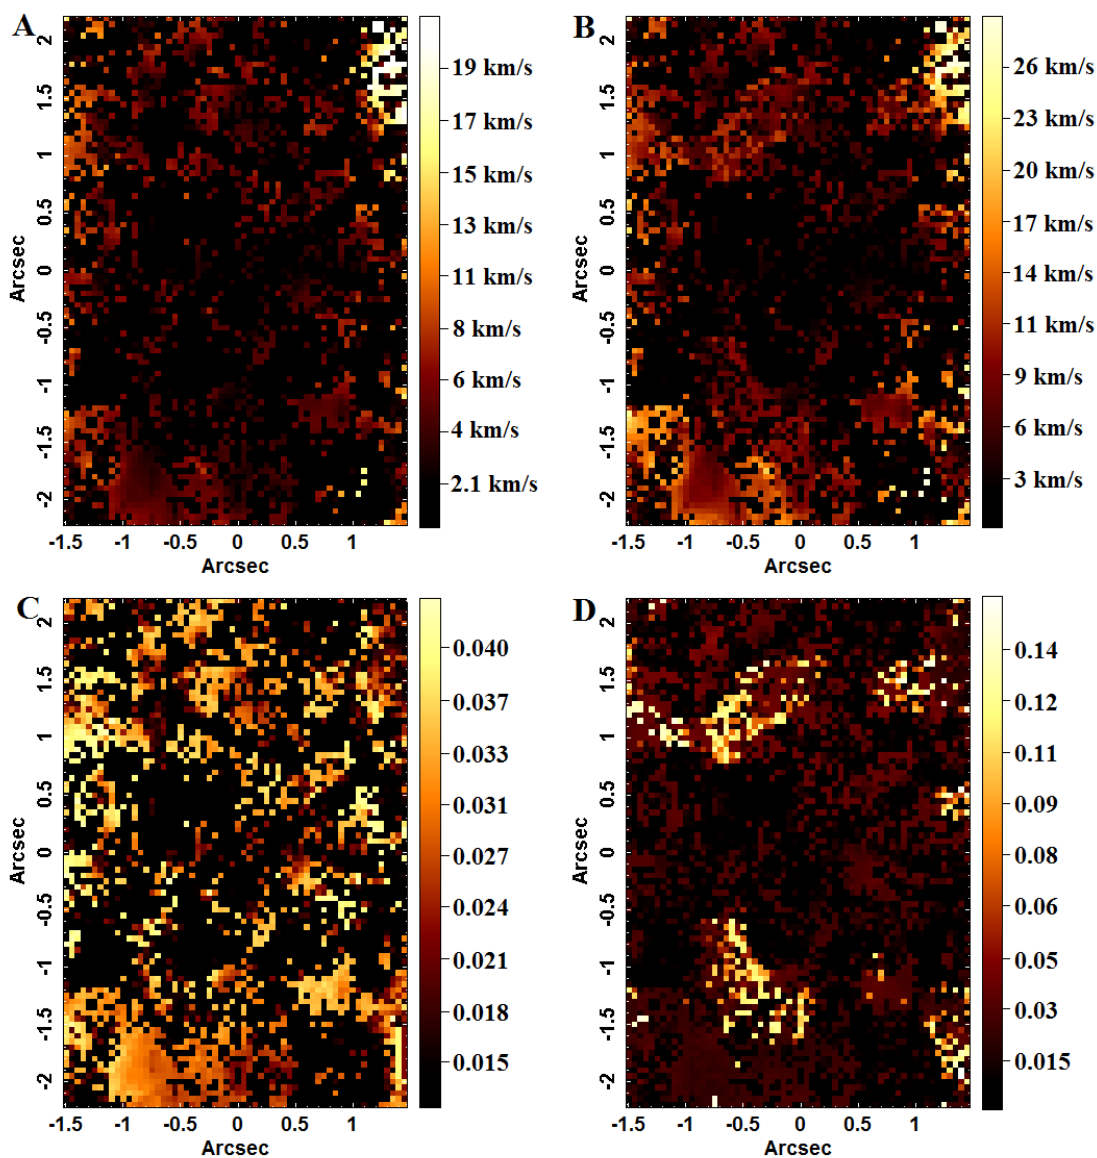 A
2
1.5
1
0.5
0
-0.5
-1
-1.5
-2
Arcsec
-1.5 -1 -0.5 0 0.5 1
Arcsec
19 km/s
17 km/s
15 km/s
13 km/s
11 km/s
8 km/s
6 km/s
4 km/s
2.1 km/s
B
2
1.5
1
0.5
0
-0.5
-1
-1.5
-2
Arcsec
-1.5 -1 -0.5 0 0.5 1
Arcsec
26 km/s
23 km/s
20 km/s
17 km/s
14 km/s
11 km/s
9 km/s
6 km/s
3 km/s
C
2
1.5
1
0.5
0
-0.5
-1
-1.5
-2
Arcsec
-1.5 -1 -0.5 0 0.5 1
Arcsec
0.040
0.037
0.033
0.031
0.027
0.024
0.021
0.018
0.015
D
2
1.5
1
0.5
0
-0.5
-1
-1.5
-2
Arcsec
-1.5 -1 -0.5 0 0.5 1
Arcsec
0.14
0.12
0.11
0.09
0.08
0.06
0.05
0.03
0.015